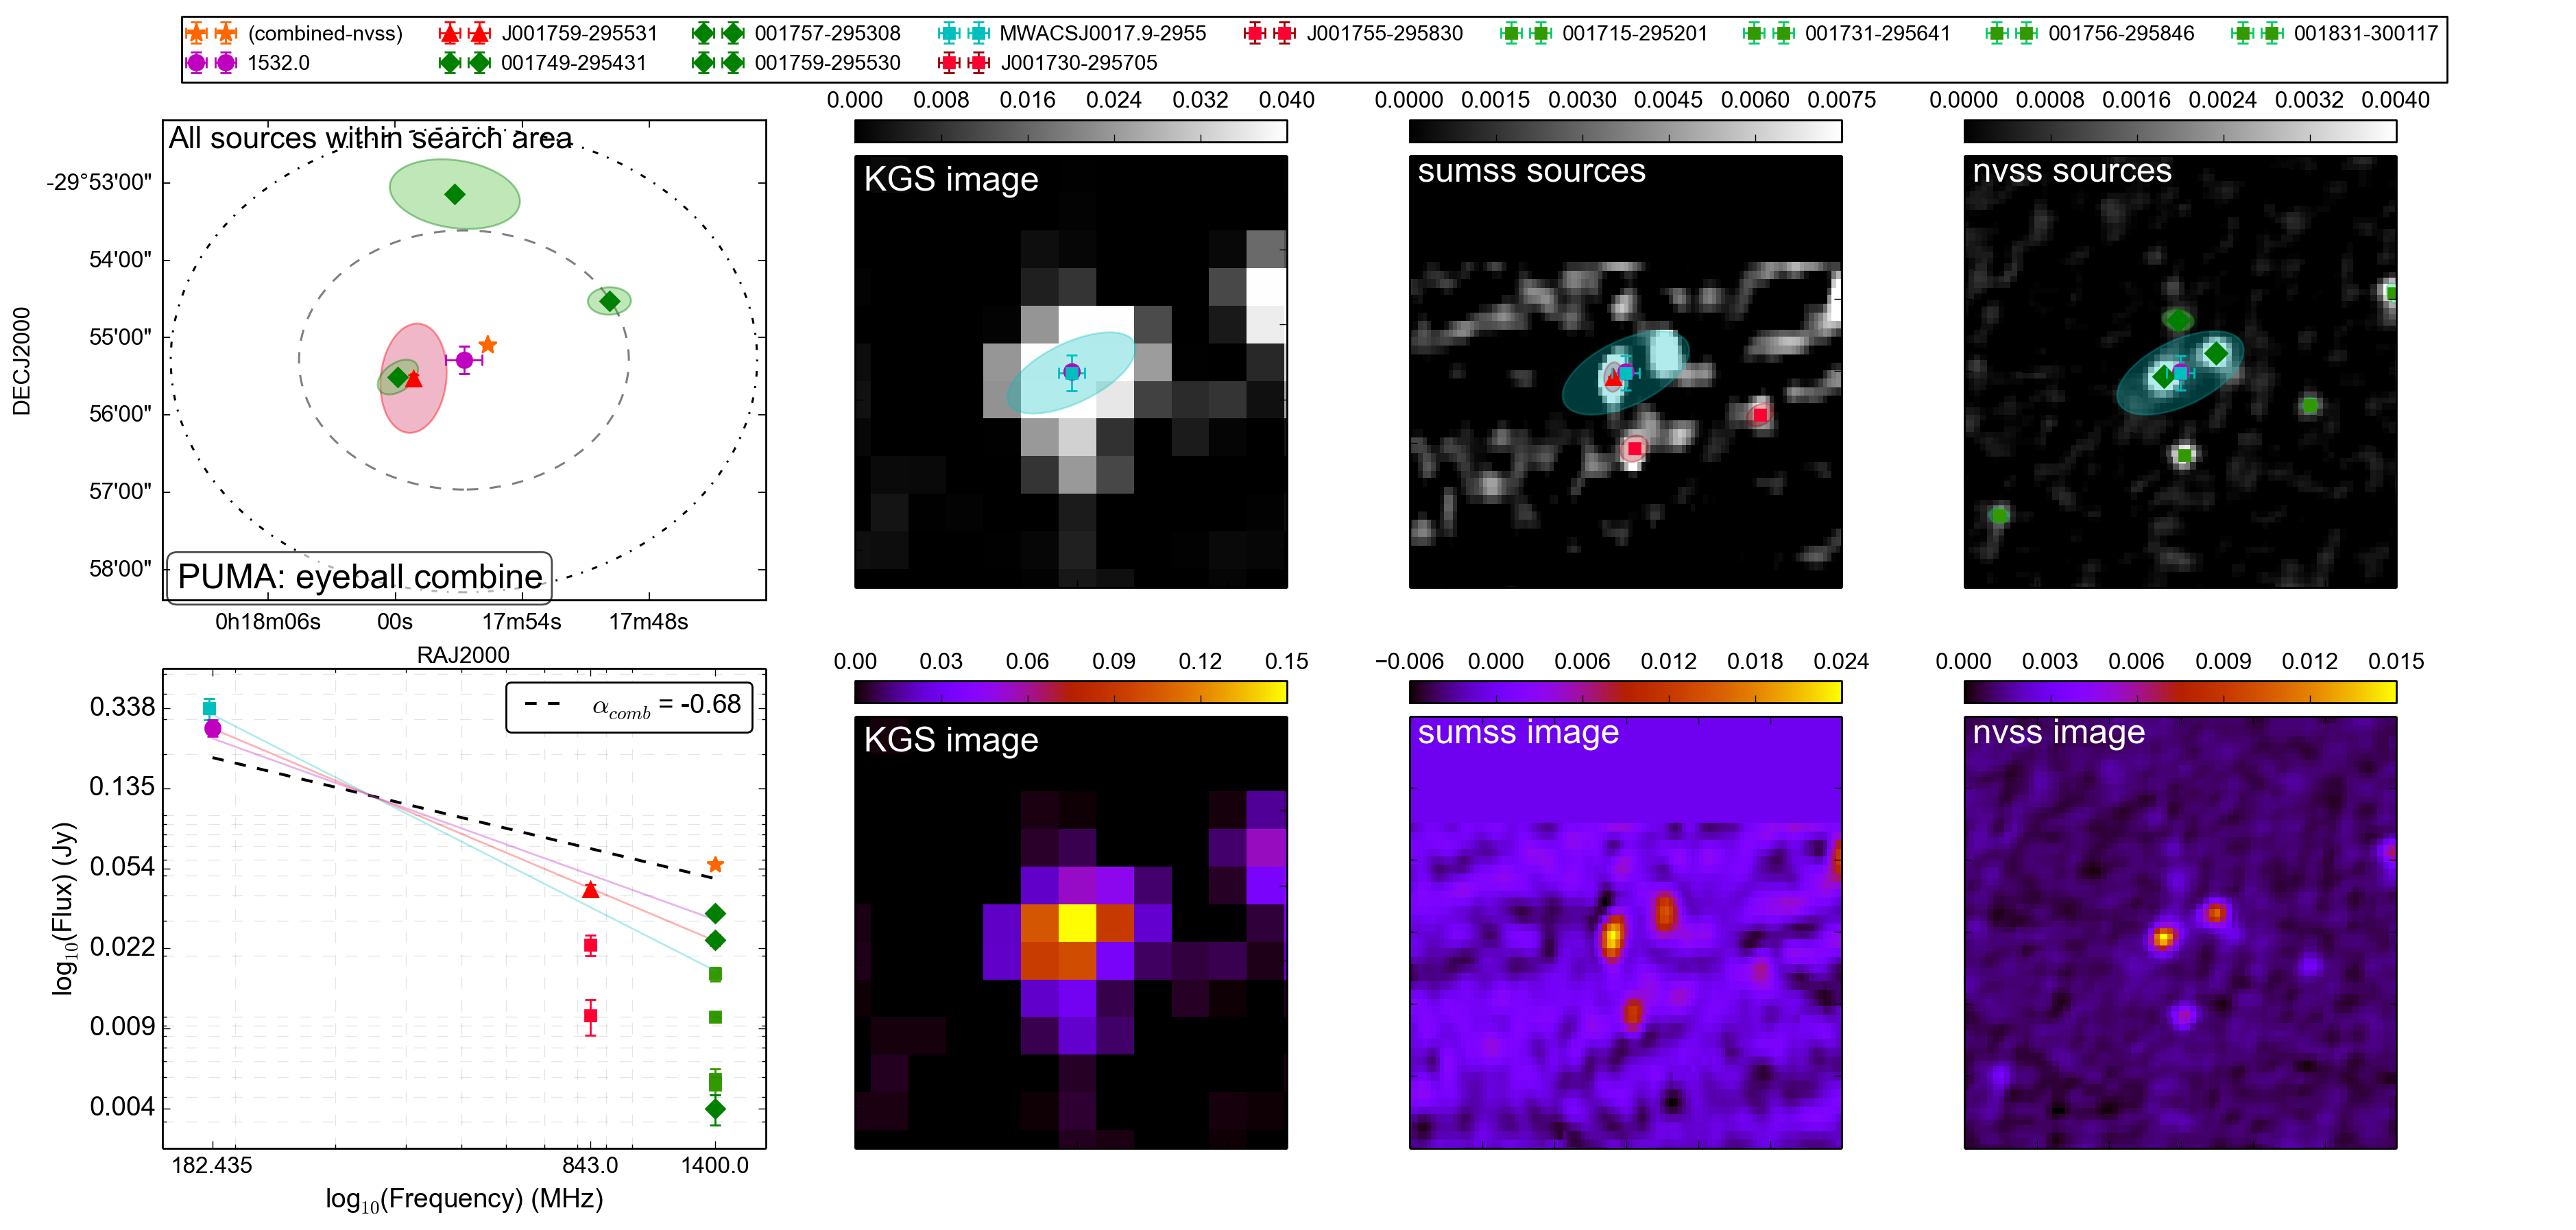 (combined-nvss) J001759-295531 001757-295308 MWACSJ0017.9-2955 J001755-295830 001715-295201 001731-295641 001756-295846 001831-300117
1532.0 001749-295431 001759-295530 J001730-295705
0.000 0.008 0.016 0.024 0.032 0.040 0.0000 0.0015 0.0030 0.0045 0.0060 0.0075 0.0000 0.0008 0.0016 0.0024 0.0032 0.0040
All sources within search area
KGS image
sumss sources
nvss sources
-29°53'00"
54'00"
55'00"
56'00"
57'00"
58'00"
DECJ2000
PUMA: eyeball combine
0h18m06s 00s 17m54s 17m48s
RAJ2000
0.00 0.03 0.06 0.09 0.12 0.15 −0.006 0.000 0.006 0.012 0.018 0.024 0.000 0.003 0.006 0.009 0.012 0.015
α_comb = -0.68
KGS image
sumss image
nvss image
0.338
0.135
0.054
0.022
0.009
0.004
log₁₀(Flux) (Jy)
182.435 843.0 1400.0
log₁₀(Frequency) (MHz)